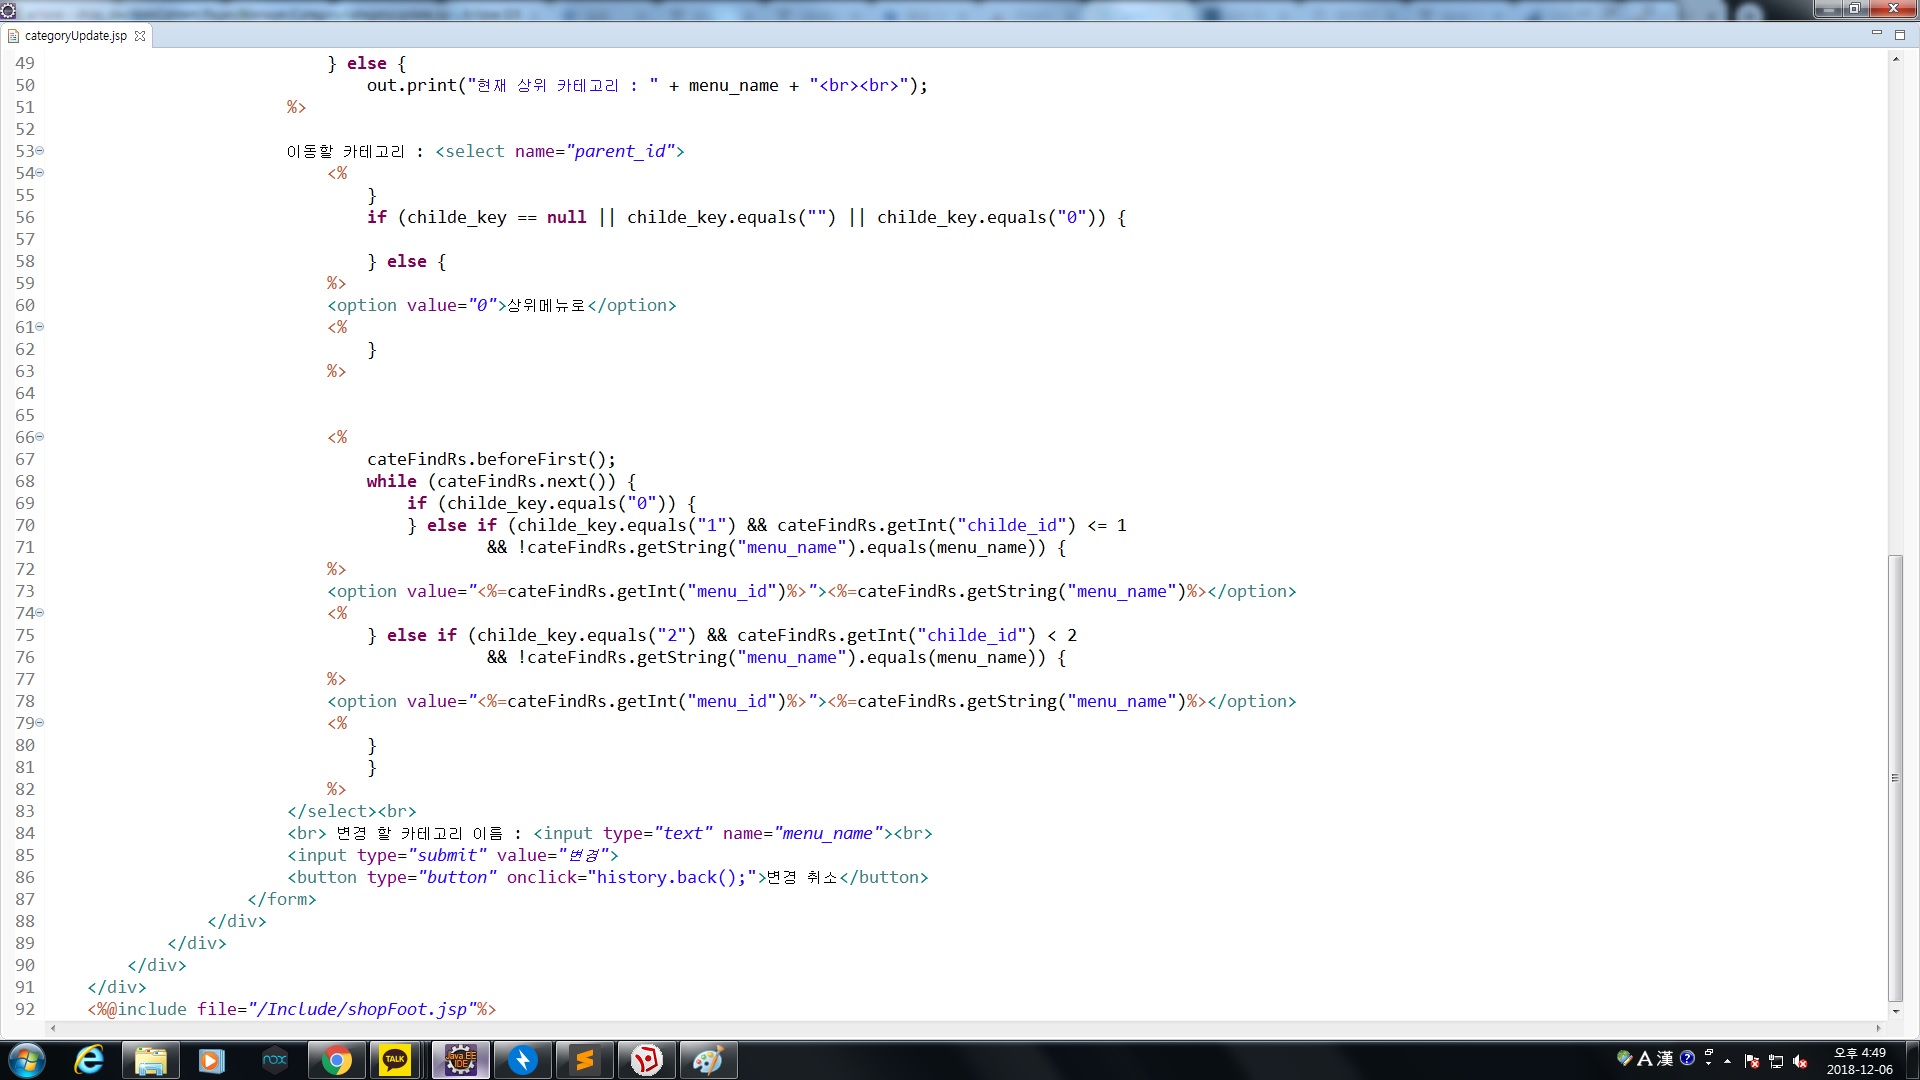 categoryUpdate.jsp
49 } else {
50 out.print("현재 상위 카테고리 : " + menu_name + "<br><br>");
51 %>
52
53 이동할 카테고리 : <select name="parent_id">
54 <%
55 }
56 if (childe_key == null || childe_key.equals("") || childe_key.equals("0")) {
57
58 } else {
59 %>
60 <option value="0">상위메뉴로</option>
61 <%
62 }
63 %>
64
65
66 <%
67 cateFindRs.beforeFirst();
68 while (cateFindRs.next()) {
69 if (childe_key.equals("0")) {
70 } else if (childe_key.equals("1") && cateFindRs.getInt("childe_id") <= 1
71 && !cateFindRs.getString("menu_name").equals(menu_name)) {
72 %>
73 <option value="<%=cateFindRs.getInt("menu_id")%>"><%=cateFindRs.getString("menu_name")%></option>
74 <%
75 } else if (childe_key.equals("2") && cateFindRs.getInt("childe_id") < 2
76 && !cateFindRs.getString("menu_name").equals(menu_name)) {
77 %>
78 <option value="<%=cateFindRs.getInt("menu_id")%>"><%=cateFindRs.getString("menu_name")%></option>
79 <%
80 }
81 }
82 %>
83 </select><br>
84 <br> 변경 할 카테고리 이름 : <input type="text" name="menu_name"><br>
85 <input type="submit" value="변경">
86 <button type="button" onclick="history.back();">변경 취소</button>
87 </form>
88 </div>
89 </div>
90 </div>
91 </div>
92 <%@include file="/Include/shopFoot.jsp"%>
nox
TALK
Java EE
IDE
A 漢
오후 4:49
2018-12-06